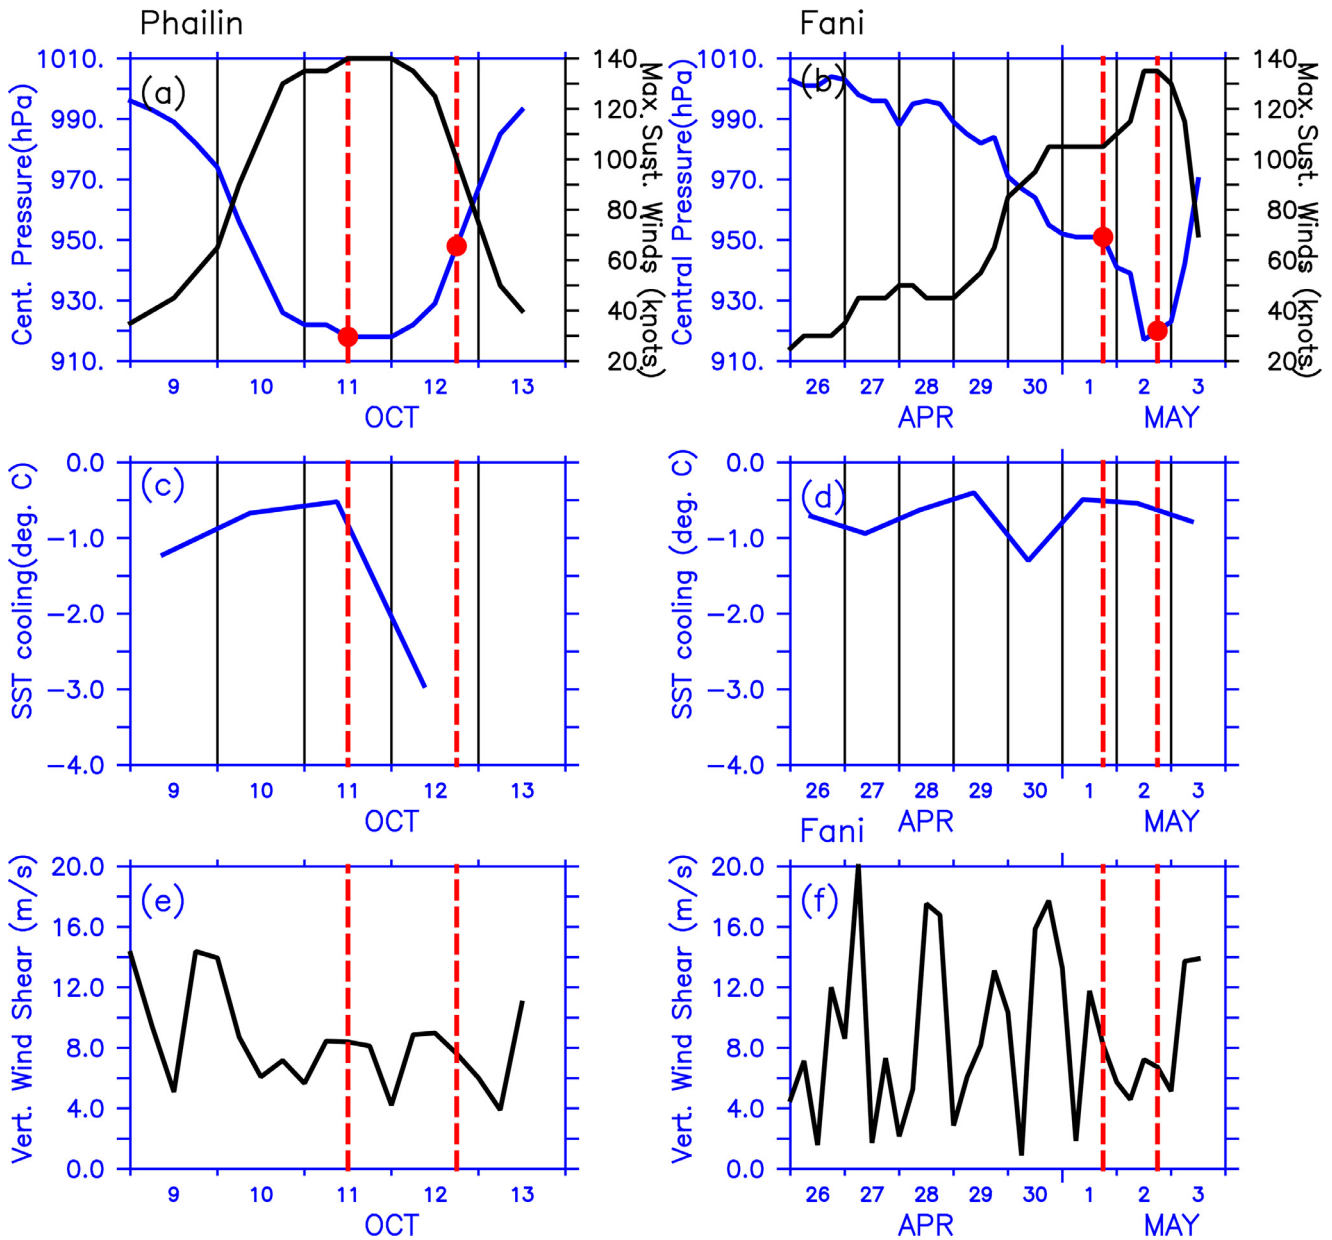 Phailin
Cent. Pressure(hPa)
1010.
990.
970.
950.
930.
910.
(a)
140.
120.
100.
80.
60.
40.
20.
Max. Sust. Winds (knots)
9 10 11 12 13
OCT
Fani
Central Pressure(hPa)
1010.
990.
970.
950.
930.
910.
(b)
140.
120.
100.
80.
60.
40.
20.
Max. Sust. Winds (knots)
26 27 28 29 30 1 2 3
APR MAY
SST cooling(deg. C)
0.0
−1.0
−2.0
−3.0
−4.0
(c)
9 10 11 12 13
OCT
SST cooling (deg. C)
0.0
−1.0
−2.0
−3.0
−4.0
(d)
26 27 28 29 30 1 2 3
APR MAY
Vert. Wind Shear (m/s)
20.0
16.0
12.0
8.0
4.0
0.0
(e)
9 10 11 12 13
OCT
Fani
Vert. Wind Shear (m/s)
20.0
16.0
12.0
8.0
4.0
0.0
(f)
26 27 28 29 30 1 2 3
APR MAY